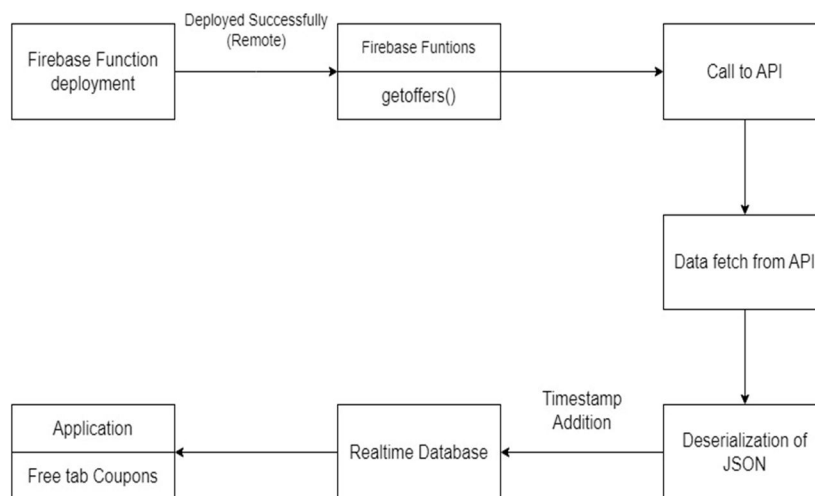 Deployed Successfully
(Remote)
Firebase Function
deployment
Firebase Funtions
getoffers()
Call to API
Data fetch from API
Timestamp
Addition
Application
Free tab Coupons
Realtime Database
Deserialization of
JSON